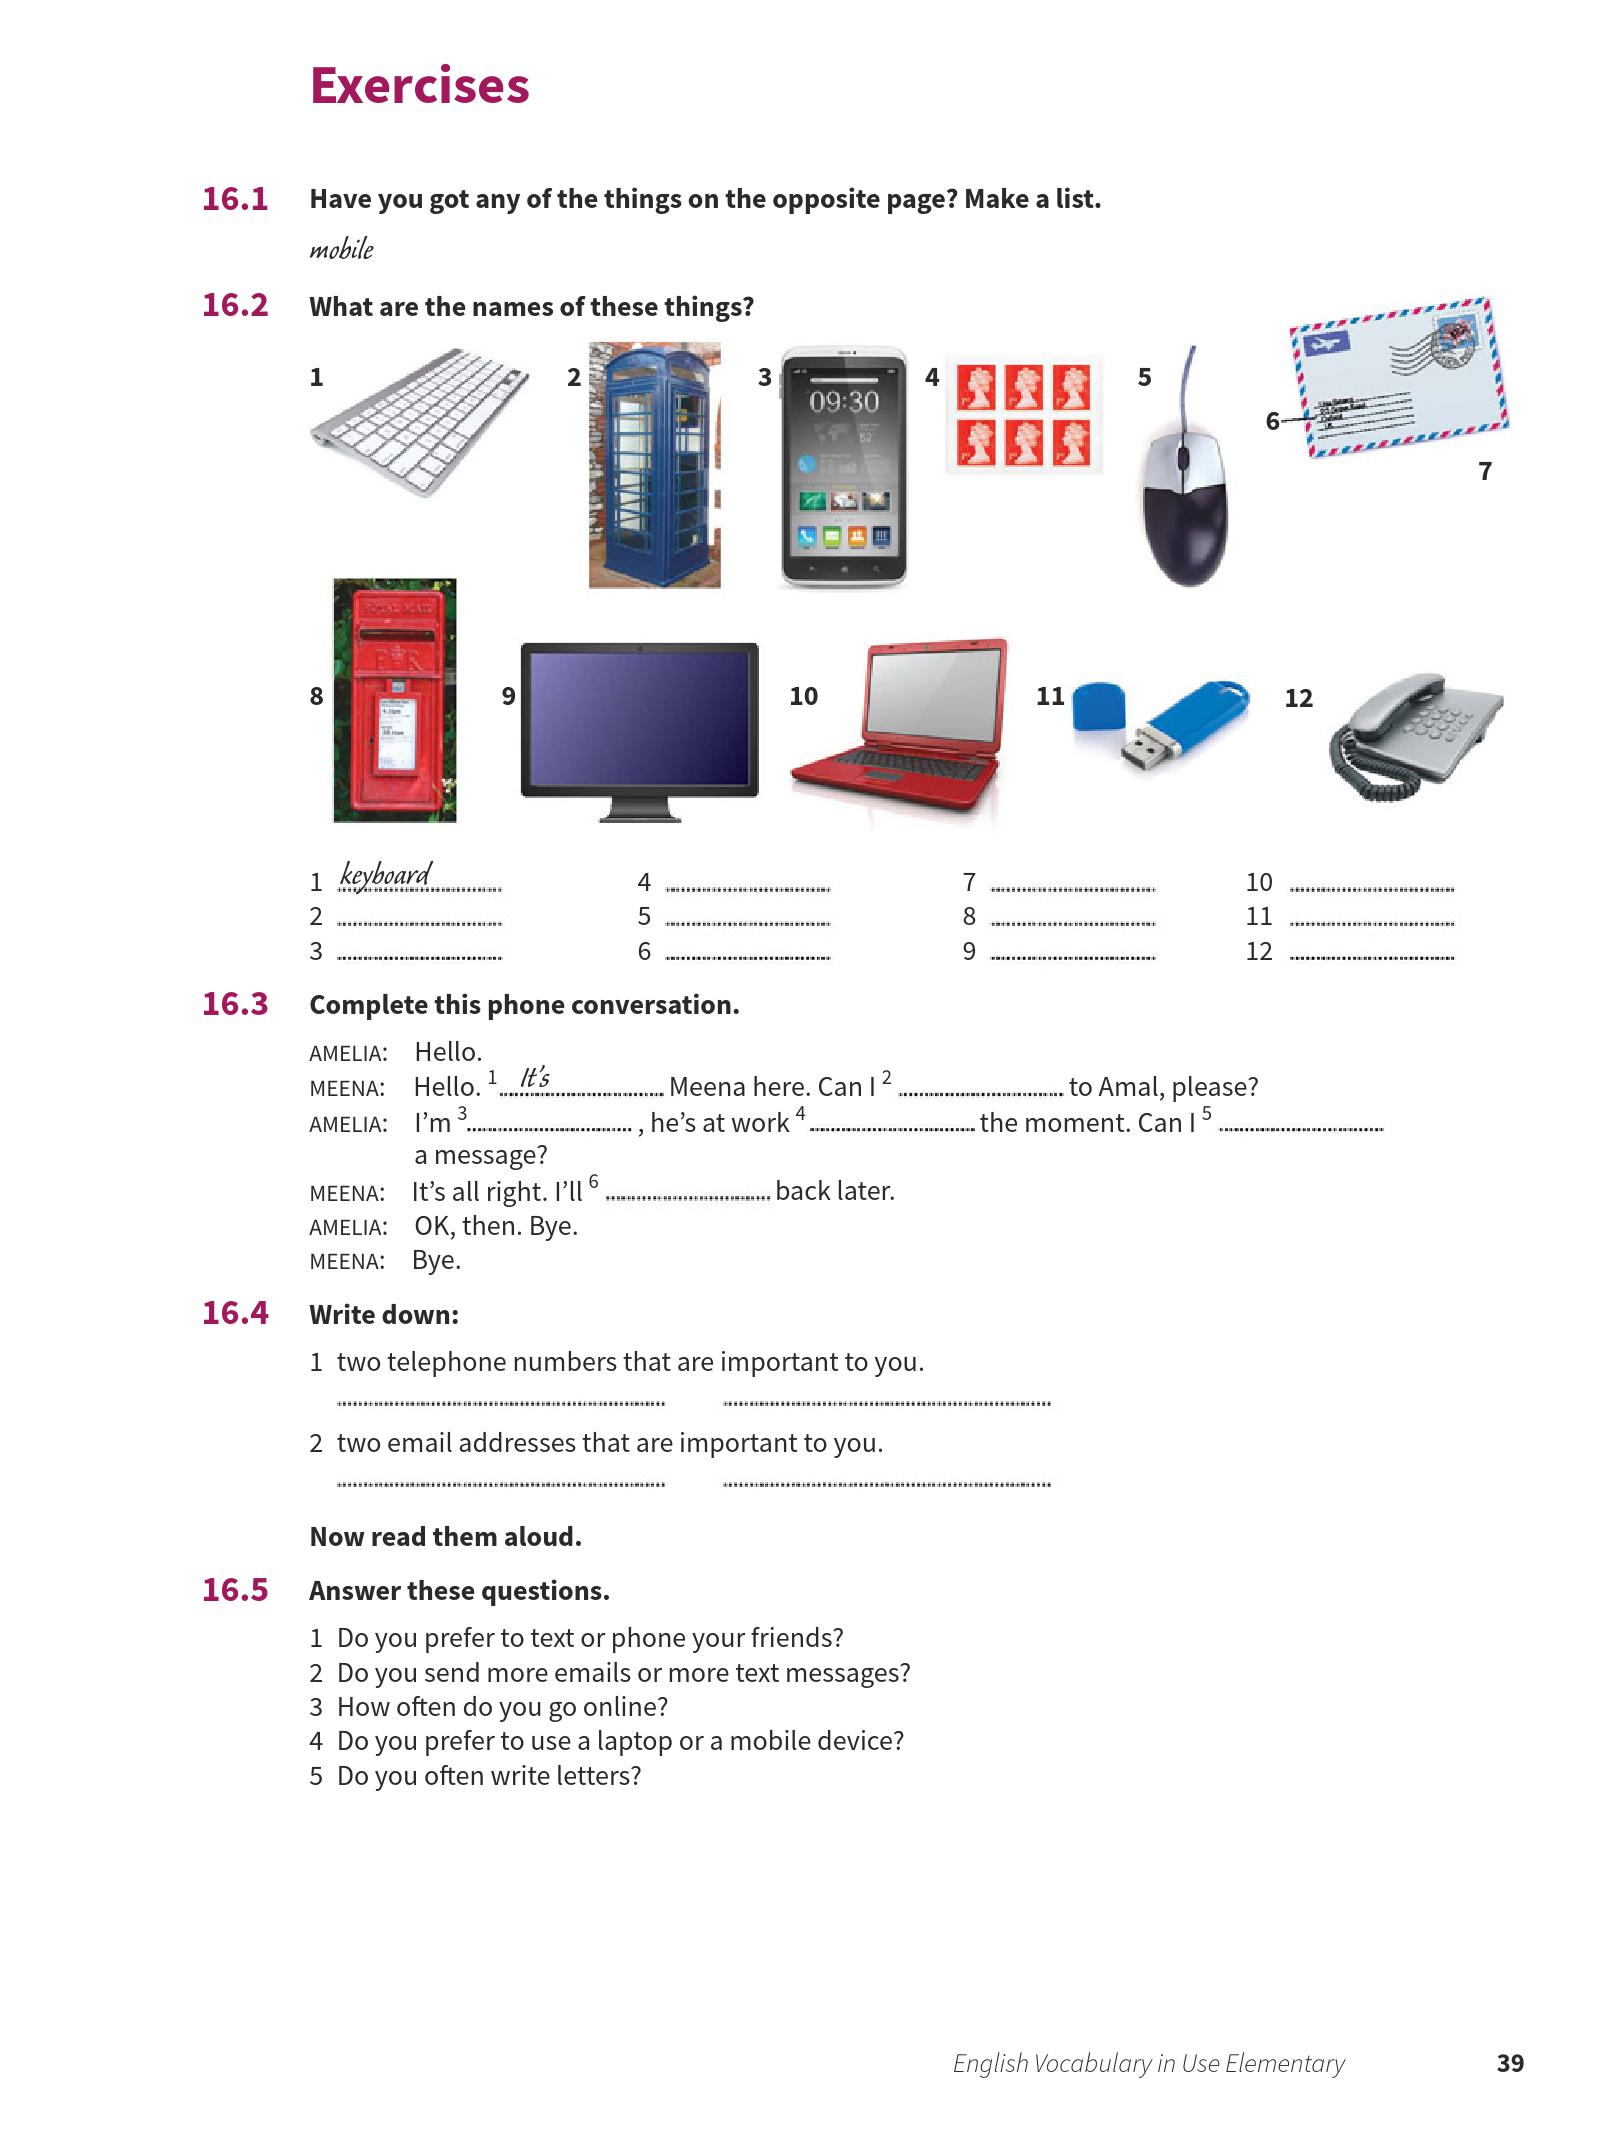 Exercises
16.1 Have you got any of the things on the opposite page? Make a list.
mobile
16.2 What are the names of these things?
1 2 3 4 5 6 7
09:30
ROYAL MAIL
8 9 10 11 12
1 keyboard 4 7 10
2 5 8 11
3 6 9 12
16.3 Complete this phone conversation.
AMELIA: Hello.
MEENA: Hello. 1 It's Meena here. Can I 2 to Amal, please?
AMELIA: I'm 3 , he's at work 4 the moment. Can I 5
a message?
MEENA: It's all right. I'll 6 back later.
AMELIA: OK, then. Bye.
MEENA: Bye.
16.4 Write down:
1 two telephone numbers that are important to you.
2 two email addresses that are important to you.
Now read them aloud.
16.5 Answer these questions.
1 Do you prefer to text or phone your friends?
2 Do you send more emails or more text messages?
3 How often do you go online?
4 Do you prefer to use a laptop or a mobile device?
5 Do you often write letters?
English Vocabulary in Use Elementary 39